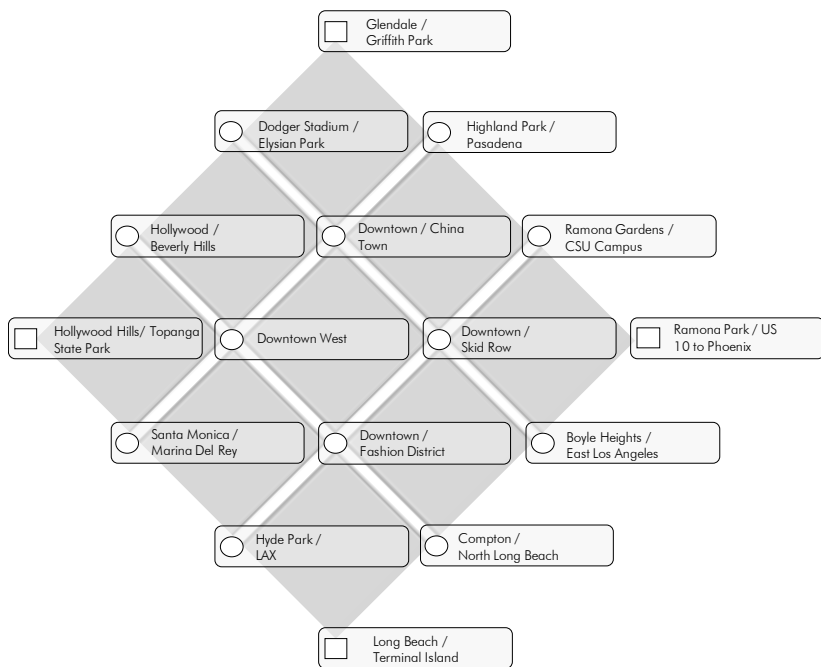 Glendale /
Griffith Park
Dodger Stadium /
Elysian Park
Highland Park /
Pasadena
Hollywood /
Beverly Hills
Downtown / China
Town
Ramona Gardens /
CSU Campus
Hollywood Hills/ Topanga
State Park
Downtown West
Downtown /
Skid Row
Ramona Park / US
10 to Phoenix
Santa Monica /
Marina Del Rey
Downtown /
Fashion District
Boyle Heights /
East Los Angeles
Hyde Park /
LAX
Compton /
North Long Beach
Long Beach /
Terminal Island